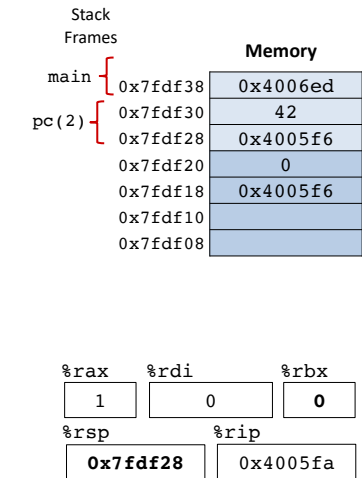 Stack
Frames
Memory
main
0x7fdf38 0x4006ed
pc(2)
0x7fdf30 42
0x7fdf28 0x4005f6
0x7fdf20 0
0x7fdf18 0x4005f6
0x7fdf10
0x7fdf08
%rax %rdi %rbx
1 0 0
%rsp %rip
0x7fdf28 0x4005fa